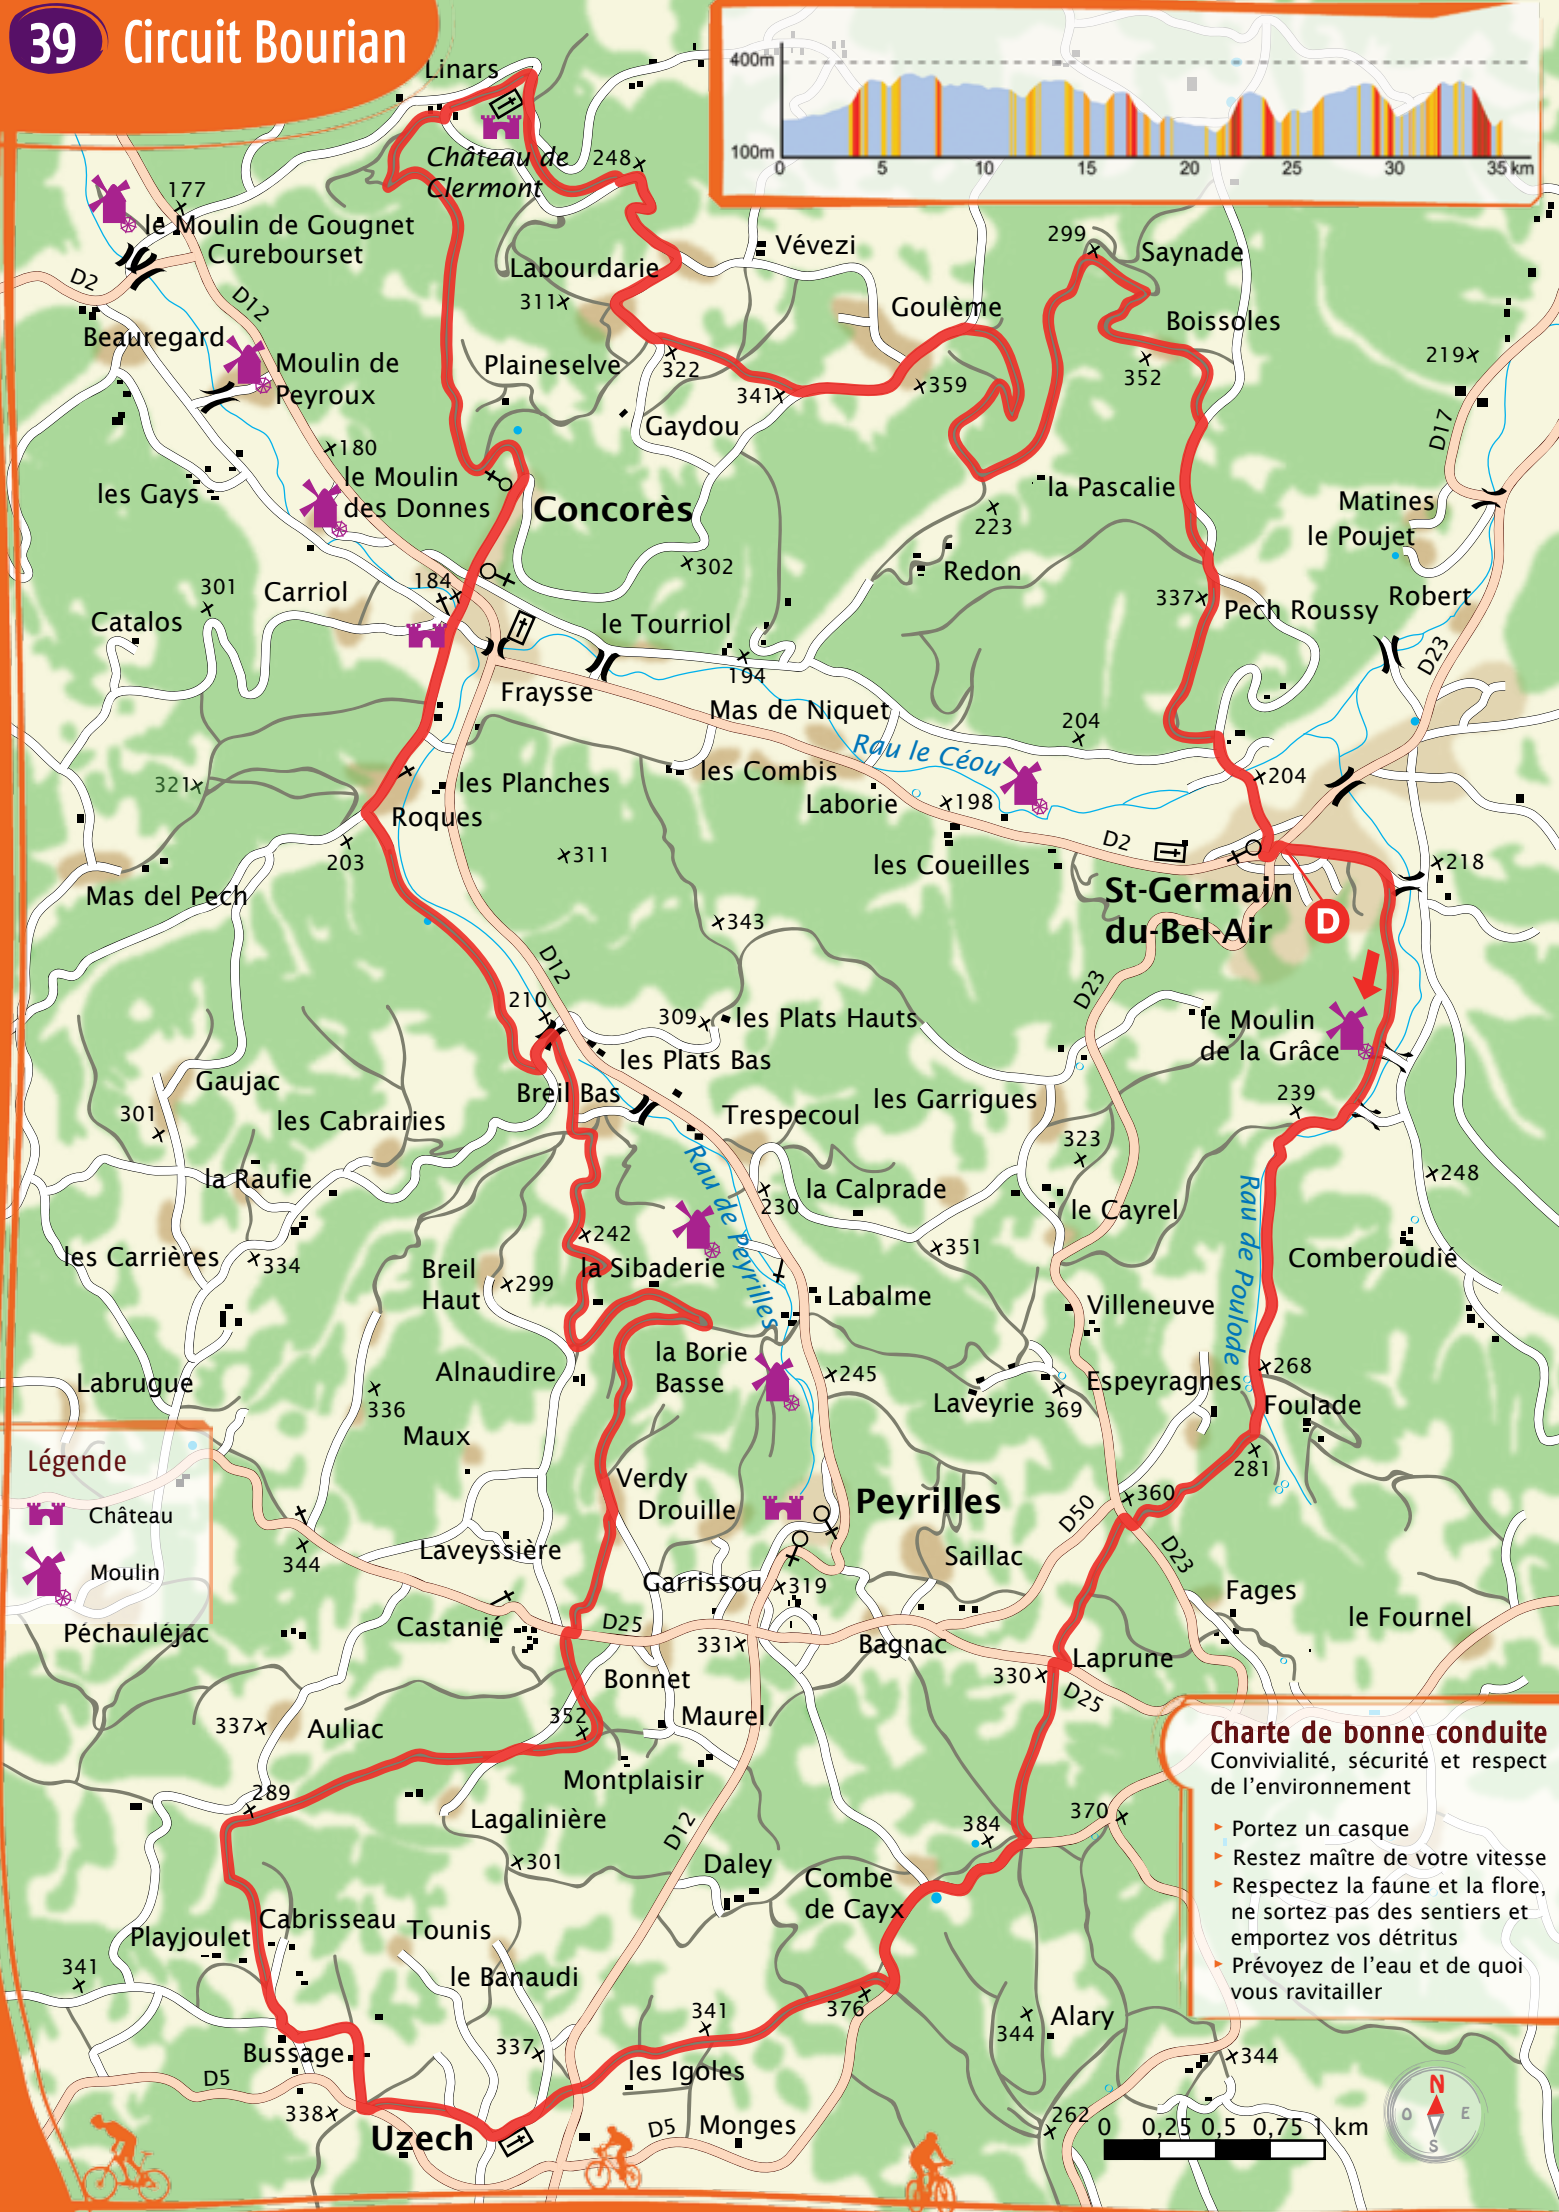 39 Circuit Bourian
400m
100m
0 5 10 15 20 25 30 35 km
Linars
Château de
Clermont
248
177
le Moulin de Gougnet
Curebourset
D2
D12
Labourdarie
311
Vévezi
299
Saynade
Goulème
Boissoles
Beauregard
Moulin de
Peyroux
Plaineselve
322
341
359
352
219
D17
Gaydou
180
le Moulin
des Donnes
les Gays
Concorès
la Pascalie
223
Matines
le Poujet
302
Redon
301
Carriol
184
Catalos
le Tourriol
337
Pech Roussy
Robert
D23
194
Fraysse
Mas de Niquet
204
Rau le Céou
321
les Planches
les Combis
204
Laborie
198
Roques
203
311
D2
les Coueilles
218
Mas del Pech
St-Germain
du-Bel-Air
D
343
D12
D23
210
309
les Plats Hauts
le Moulin
de la Grâce
les Plats Bas
Gaujac
Breil Bas
301
les Cabrairies
Trespecoul
les Garrigues
239
323
Rau de Peyrilles
la Raufie
230
la Calprade
248
le Cayrel
Rau de Poulode
242
351
les Carrières
334
Breil
Haut
299
la Sibaderie
Comberoudié
Labalme
Villeneuve
la Borie
Basse
Alnaudire
245
268
Labrugue
Espeyragnes
336
Laveyrie
369
Foulade
Maux
281
Légende
Château
Moulin
Verdy
Drouille
Peyrilles
360
D50
D23
344
Laveyssière
Saillac
Garrissou
319
Fages
Castanié
D25
le Fournel
Péchauléjac
331
Bagnac
Laprune
330
D25
Bonnet
337
Auliac
352
Maurel
Montplaisir
289
Lagalinière
D12
384
370
301
Daley
Combe
de Cayx
Cabrisseau
Tounis
Playjoulet
341
le Banaudi
376
341
344
Alary
Bussage
337
les Igoles
344
D5
338
Uzech
D5
Monges
262
Charte de bonne conduite
Convivialité, sécurité et respect
de l'environnement
▸ Portez un casque
▸ Restez maître de votre vitesse
▸ Respectez la faune et la flore,
ne sortez pas des sentiers et
emportez vos détritus
▸ Prévoyez de l'eau et de quoi
vous ravitailler
N
O E
S
0 0,25 0,5 0,75 1 km